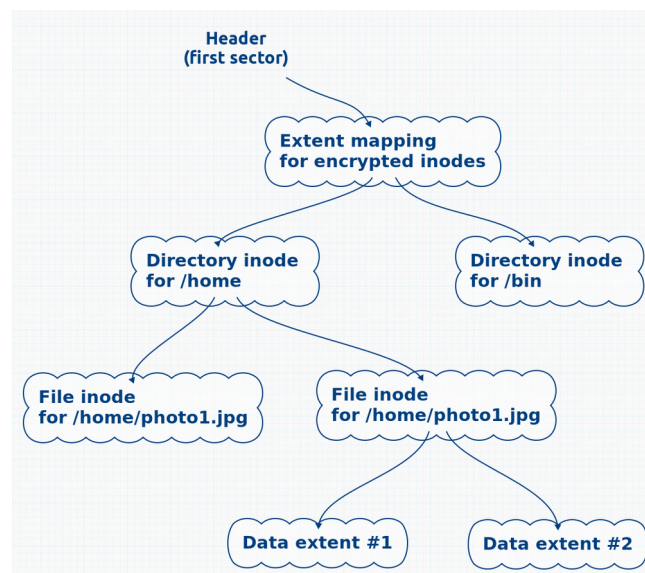 Header
(first sector)
Extent mapping
for encrypted inodes
Directory inode
for /home
Directory inode
for /bin
File inode
for /home/photo1.jpg
File inode
for /home/photo1.jpg
Data extent #1
Data extent #2